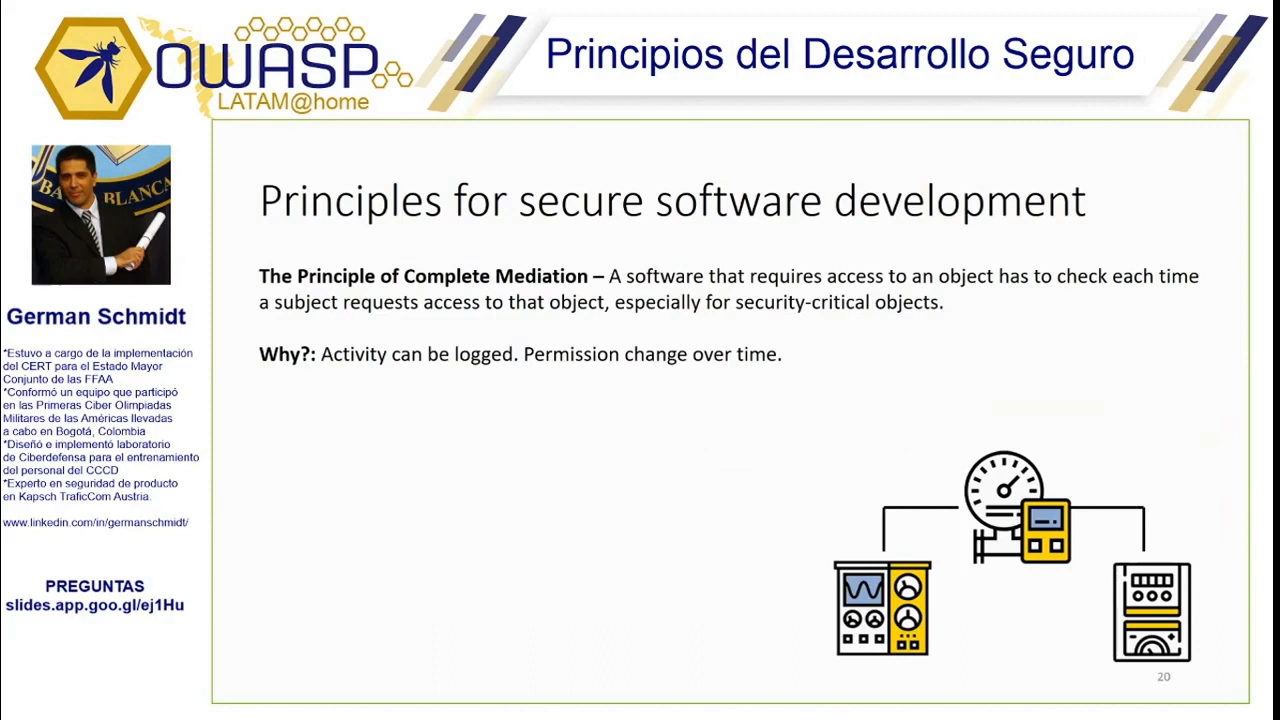 OWASP
LATAM@home
Principios del Desarrollo Seguro
BLANCA
German Schmidt
*Estuvo a cargo de la implementación
del CERT para el Estado Mayor
Conjunto de las FFAA
*Conformó un equipo que participó
en las Primeras Ciber Olimpiadas
Militares de las Américas llevadas
a cabo en Bogotá, Colombia
*Diseñó e implementó laboratorio
de Ciberdefensa para el entrenamiento
del personal del CCCD
*Experto en seguridad de producto
en Kapsch TraficCom Austria.
www.linkedin.com/in/germanschmidt/
PREGUNTAS
slides.app.goo.gl/ej1Hu
Principles for secure software development
The Principle of Complete Mediation – A software that requires access to an object has to check each time
a subject requests access to that object, especially for security-critical objects.
Why?: Activity can be logged. Permission change over time.
20